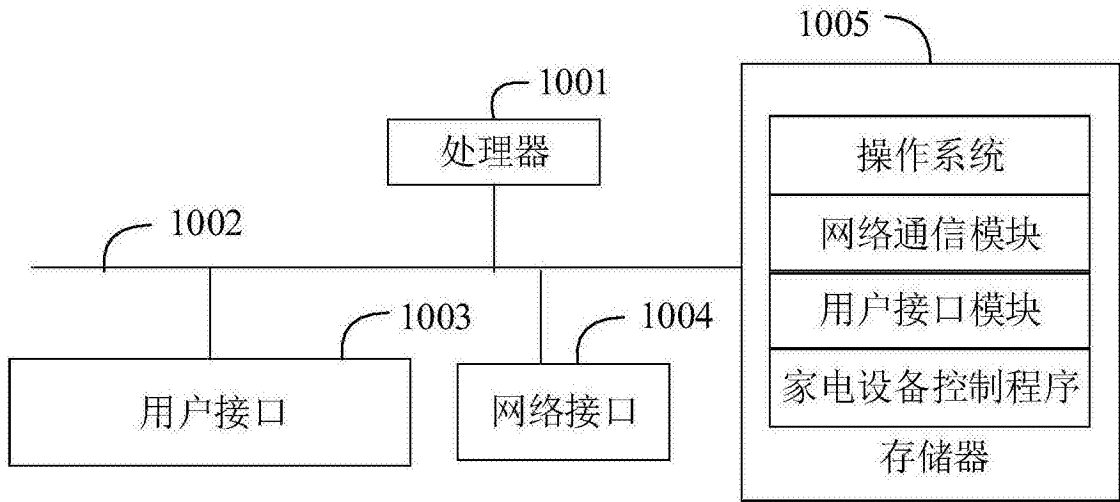 1005
1001
处理器
操作系统
1002
网络通信模块
1003
1004
用户接口模块
用户接口
网络接口
家电设备控制程序
存储器